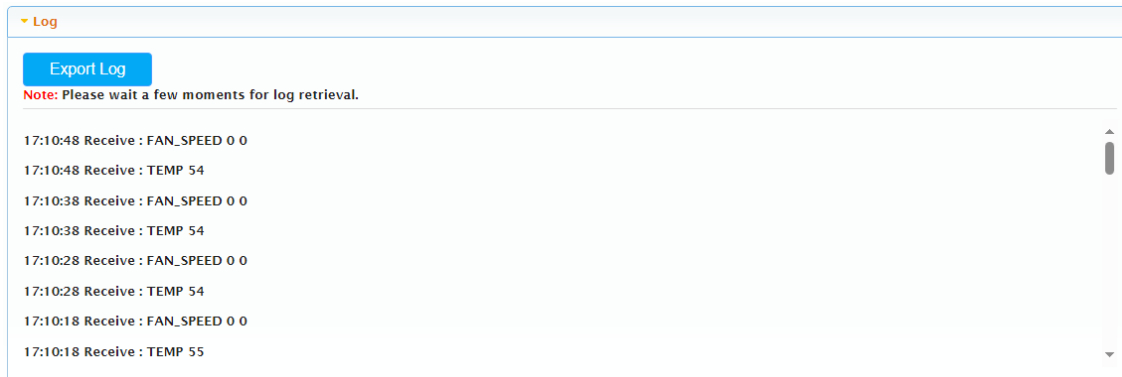 Log
Export Log
Note: Please wait a few moments for log retrieval.
17:10:48 Receive : FAN_SPEED 0 0
17:10:48 Receive : TEMP 54
17:10:38 Receive : FAN_SPEED 0 0
17:10:38 Receive : TEMP 54
17:10:28 Receive : FAN_SPEED 0 0
17:10:28 Receive : TEMP 54
17:10:18 Receive : FAN_SPEED 0 0
17:10:18 Receive : TEMP 55